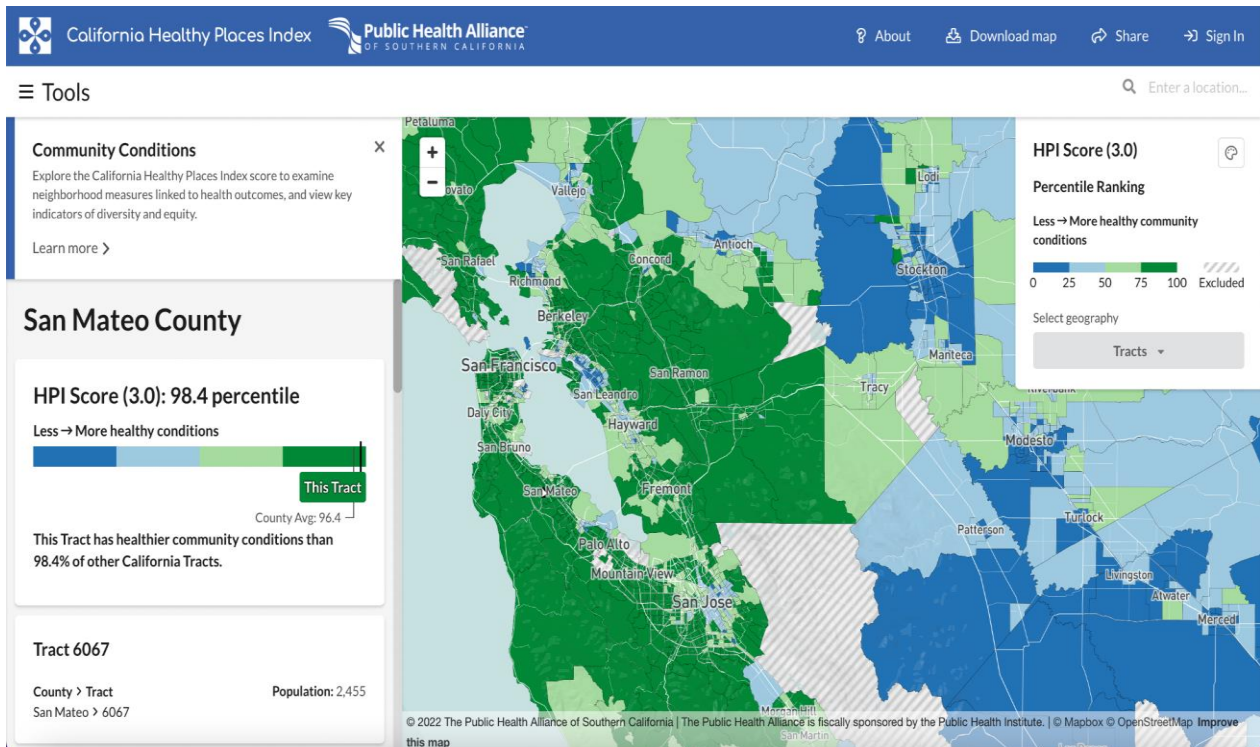 California Healthy Places Index
Public Health Alliance
OF SOUTHERN CALIFORNIA
About
Download map
Share
Sign In
Tools
Enter a location...
Community Conditions
Explore the California Healthy Places Index score to examine
neighborhood measures linked to health outcomes, and view key
indicators of diversity and equity.
Learn more
San Mateo County
HPI Score (3.0): 98.4 percentile
Less → More healthy conditions
This Tract
County Avg: 96.4
This Tract has healthier community conditions than
98.4% of other California Tracts.
Tract 6067
County > Tract
Population: 2,455
San Mateo > 6067
+
−
Petaluma
Vallejo
San Rafael
Richmond
Concord
Antioch
Lodi
Stockton
Berkeley
San Francisco
San Ramon
Manteca
Tracy
San Leandro
Daly City
Hayward
San Bruno
Modesto
San Mateo
Fremont
Turlock
Patterson
Palo Alto
Mountain View
Livingston
San Jose
Atwater
Merced
Morgan Hill
San Martin
HPI Score (3.0)
Percentile Ranking
Less → More healthy community
conditions
0 25 50 75 100 Excluded
Select geography
Tracts
© 2022 The Public Health Alliance of Southern California | The Public Health Alliance is fiscally sponsored by the Public Health Institute. | © Mapbox © OpenStreetMap Improve
this map